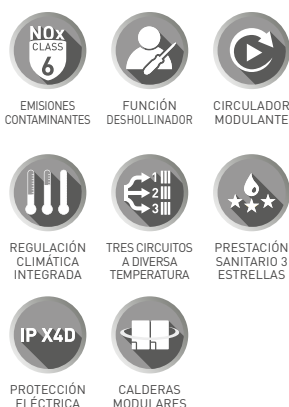 NOx
CLASS
6
EMISIONES
CONTAMINANTES
FUNCIÓN
DESHOLLINADOR
CIRCULADOR
MODULANTE
REGULACIÓN
CLIMÁTICA
INTEGRADA
1
2
3
TRES CIRCUITOS
A DIVERSA
TEMPERATURA
PRESTACIÓN
SANITARIO 3
ESTRELLAS
IP X4D
PROTECCIÓN
ELÉCTRICA
CALDERAS
MODULARES